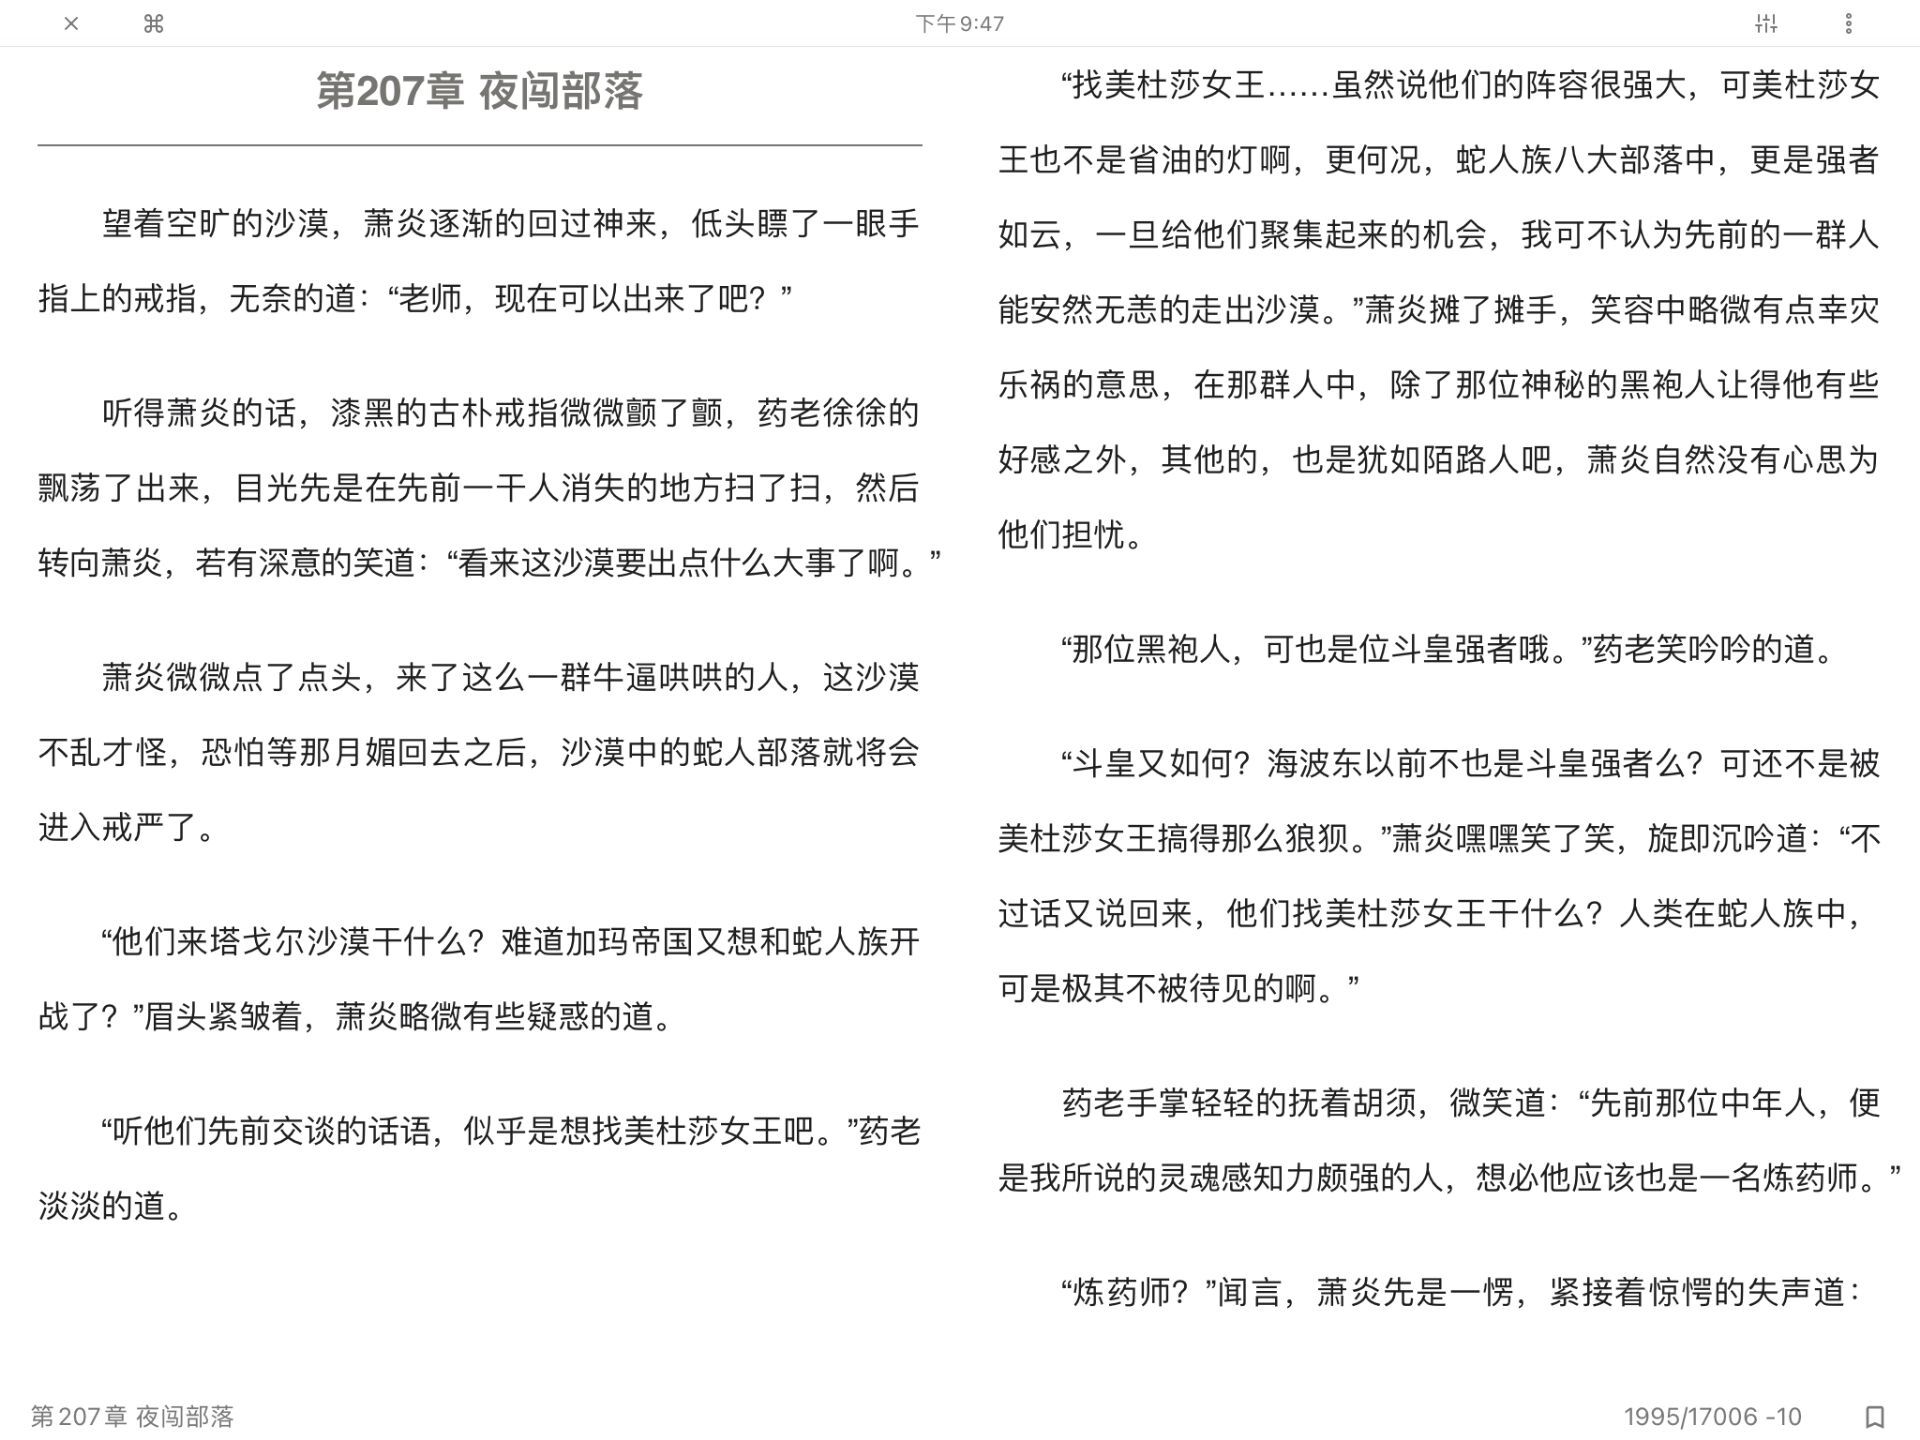 下午9:47
第207章 夜闯部落
望着空旷的沙漠，萧炎逐渐的回过神来，低头瞟了一眼手
指上的戒指，无奈的道：“老师，现在可以出来了吧？”
听得萧炎的话，漆黑的古朴戒指微微颤了颤，药老徐徐的
飘荡了出来，目光先是在先前一干人消失的地方扫了扫，然后
转向萧炎，若有深意的笑道：“看来这沙漠要出点什么大事了啊。”
萧炎微微点了点头，来了这么一群牛逼哄哄的人，这沙漠
不乱才怪，恐怕等那月媚回去之后，沙漠中的蛇人部落就将会
进入戒严了。
“他们来塔戈尔沙漠干什么？难道加玛帝国又想和蛇人族开
战了？”眉头紧皱着，萧炎略微有些疑惑的道。
“听他们先前交谈的话语，似乎是想找美杜莎女王吧。”药老
淡淡的道。
“找美杜莎女王……虽然说他们的阵容很强大，可美杜莎女
王也不是省油的灯啊，更何况，蛇人族八大部落中，更是强者
如云，一旦给他们聚集起来的机会，我可不认为先前的一群人
能安然无恙的走出沙漠。”萧炎摊了摊手，笑容中略微有点幸灾
乐祸的意思，在那群人中，除了那位神秘的黑袍人让得他有些
好感之外，其他的，也是犹如陌路人吧，萧炎自然没有心思为
他们担忧。
“那位黑袍人，可也是位斗皇强者哦。”药老笑吟吟的道。
“斗皇又如何？海波东以前不也是斗皇强者么？可还不是被
美杜莎女王搞得那么狼狈。”萧炎嘿嘿笑了笑，旋即沉吟道：“不
过话又说回来，他们找美杜莎女王干什么？人类在蛇人族中，
可是极其不被待见的啊。”
药老手掌轻轻的抚着胡须，微笑道：“先前那位中年人，便
是我所说的灵魂感知力颇强的人，想必他应该也是一名炼药师。”
“炼药师？”闻言，萧炎先是一愣，紧接着惊愕的失声道：
第207章 夜闯部落
1995/17006 -10